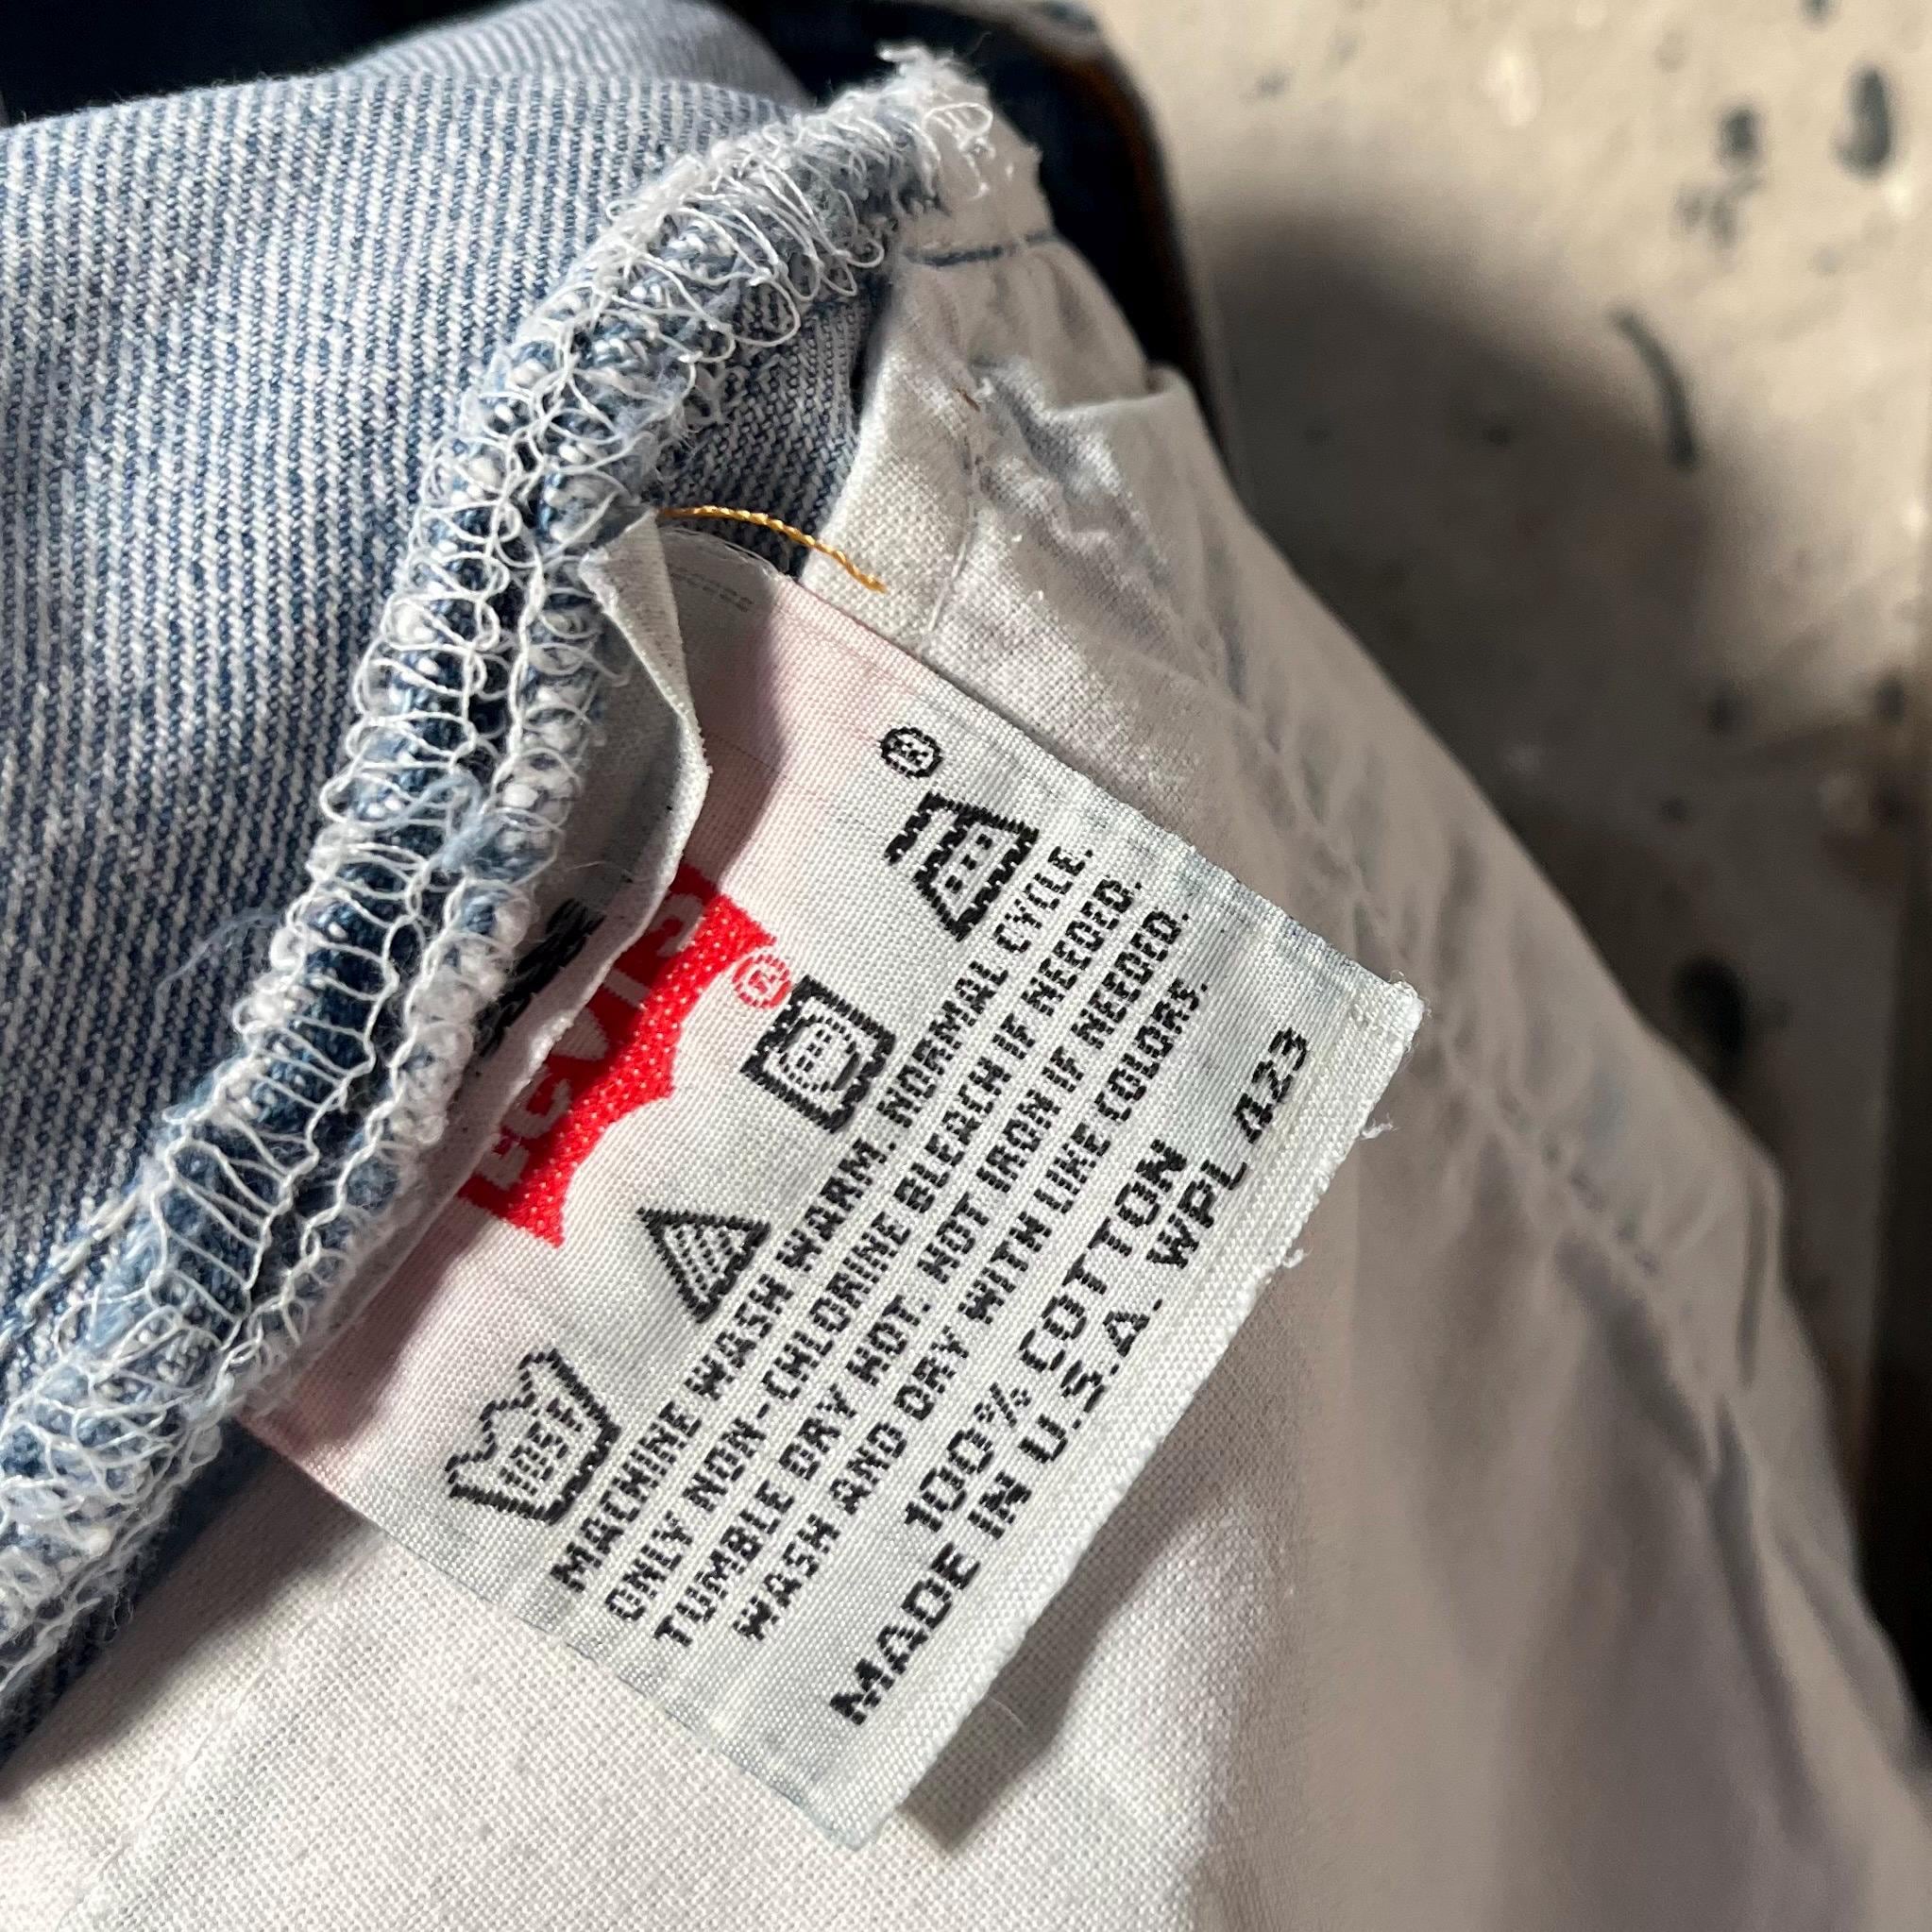 Levi's®
®
105F
MACHINE WASH WARM. NORMAL CYCLE.
ONLY NON-CHLORINE BLEACH IF NEEDED.
TUMBLE DRY HOT. HOT IRON IF NEEDED.
WASH AND DRY WITH LIKE COLORS.
100% COTTON
MADE IN U.S.A. WPL 423